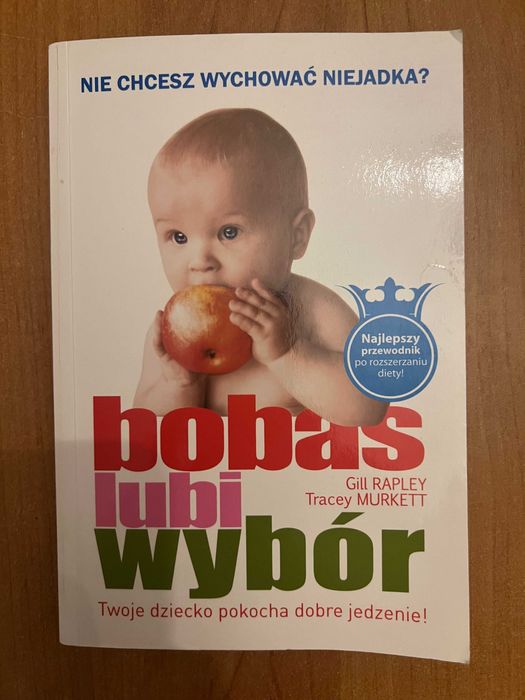 NIE CHCESZ WYCHOWAĆ NIEJADKA?
Najlepszy
przewodnik
po rozszerzaniu
diety!
bobas
Gill RAPLEY
lubi
Tracey MURKETT
wybór
Twoje dziecko pokocha dobre jedzenie!